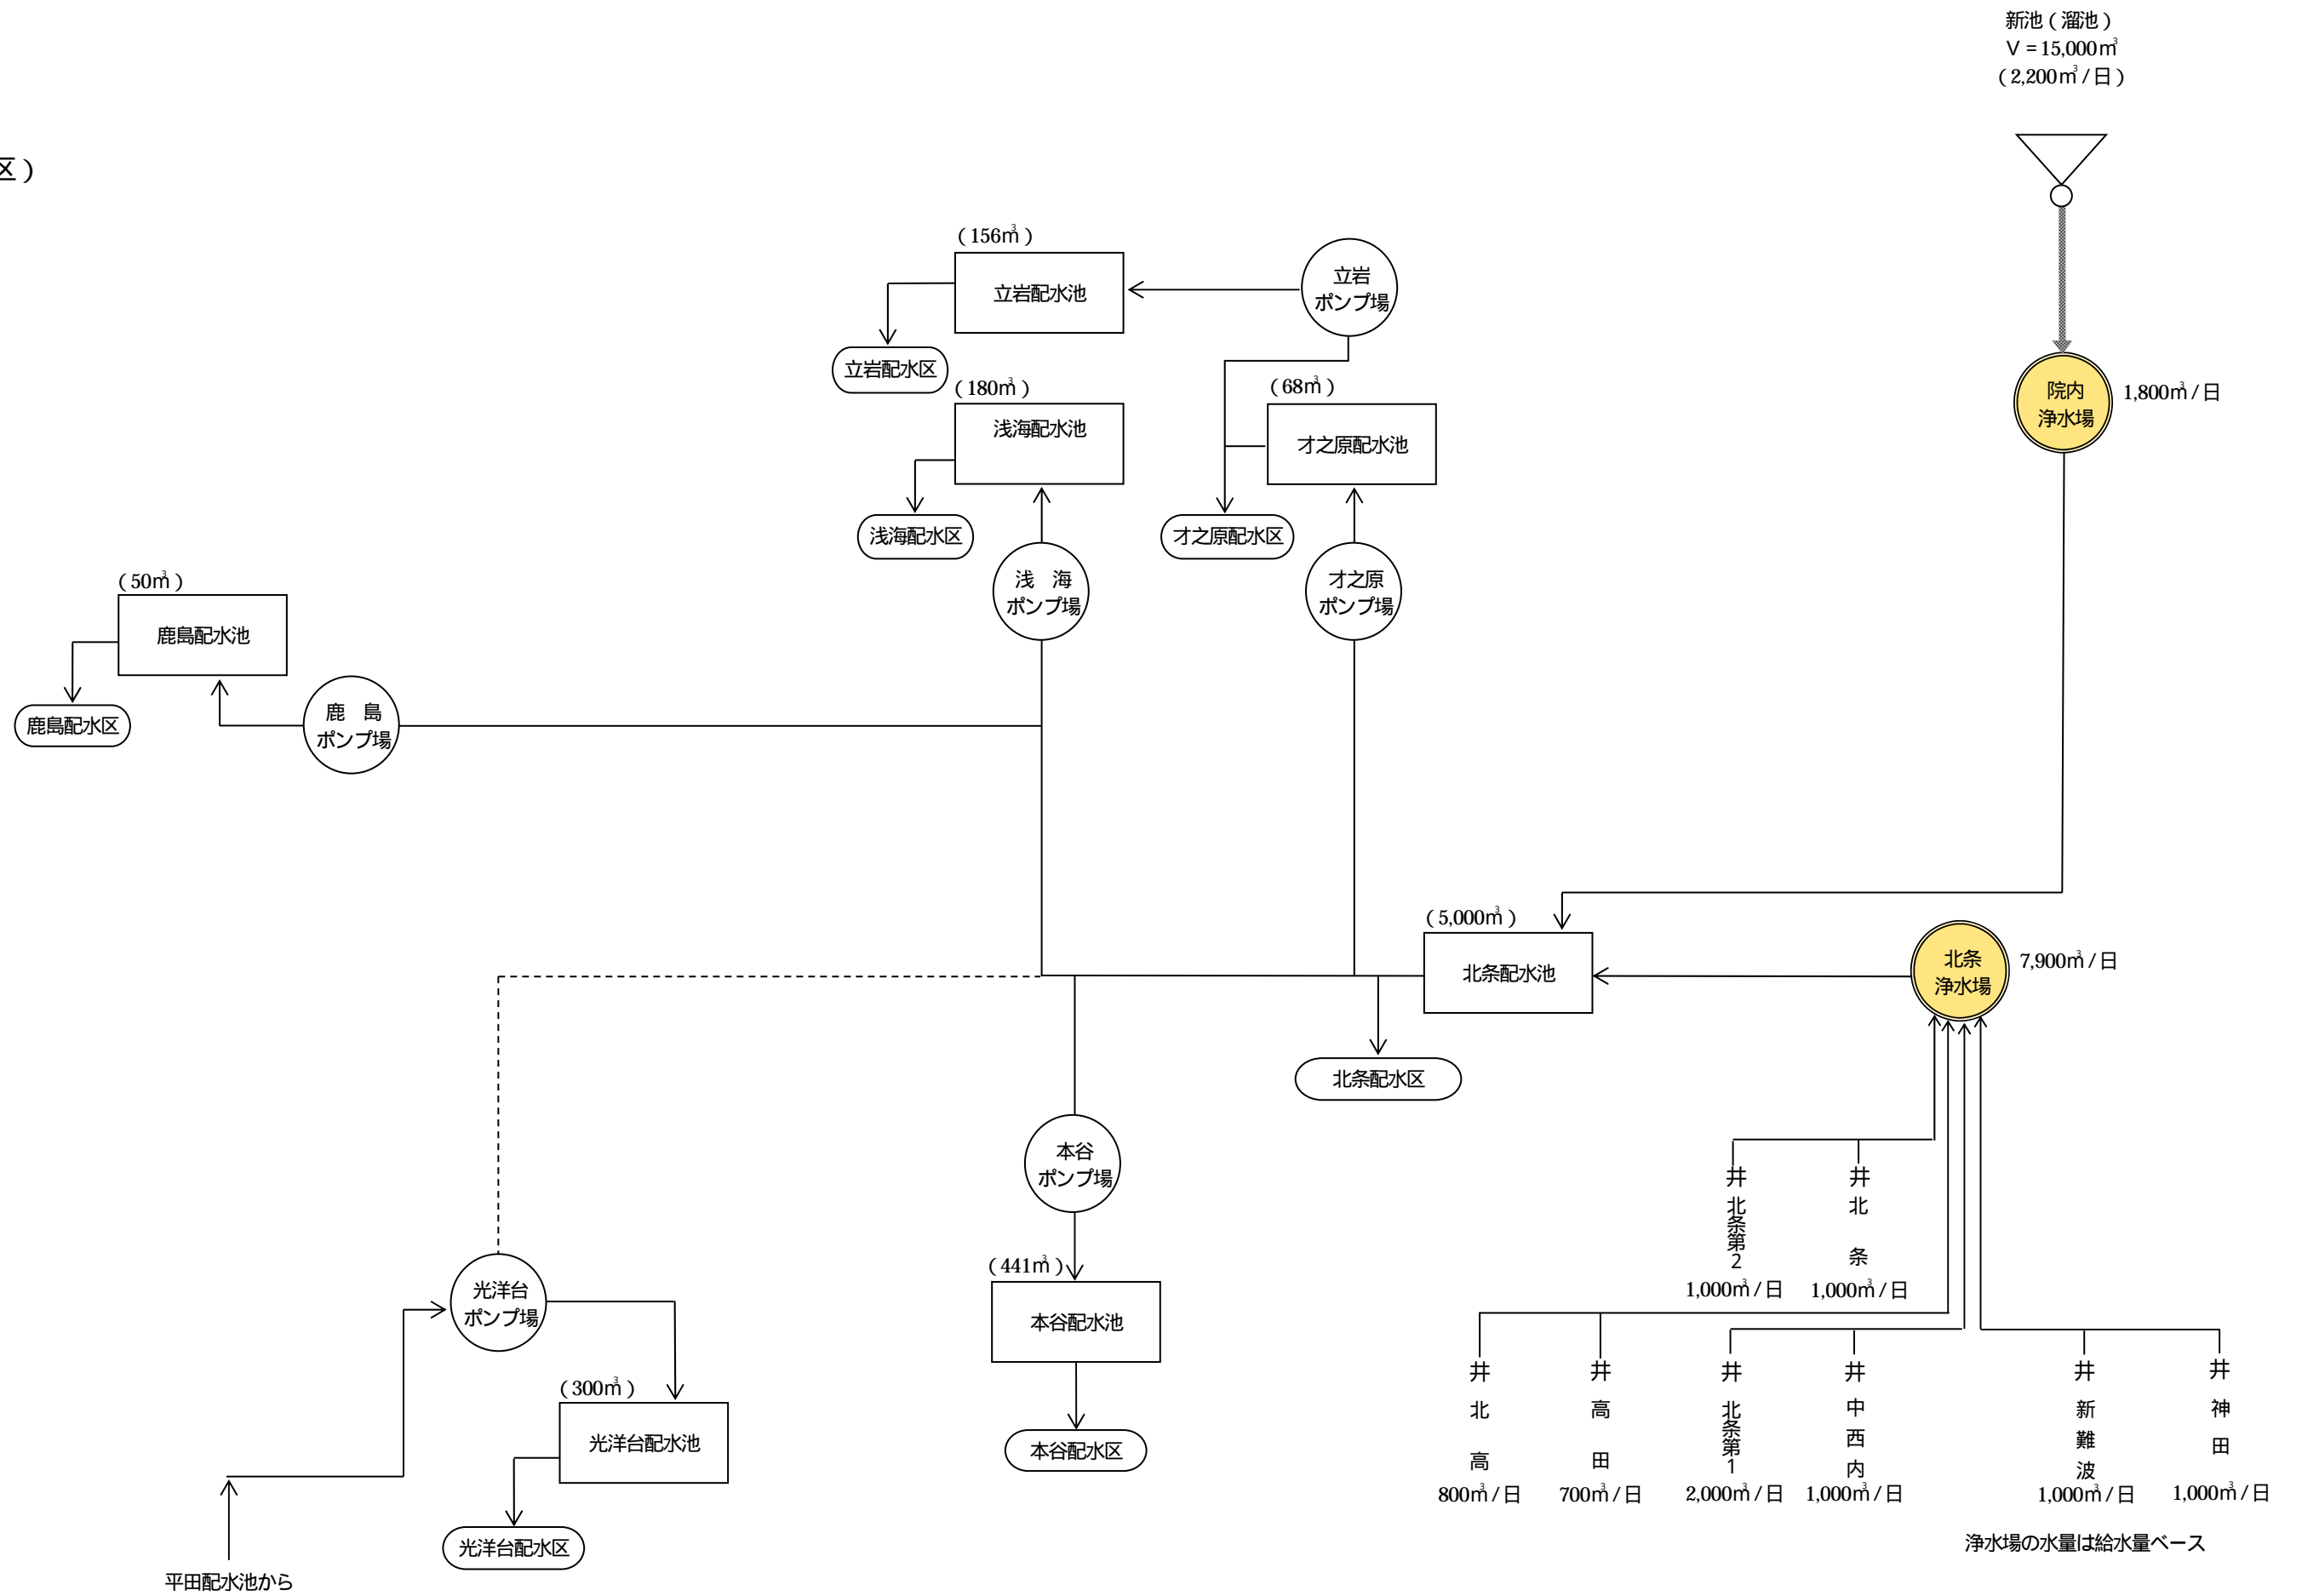 新池(溜池)
V=15,000㎥
(2,200㎥/日)
区)
(156㎥)
立岩配水池
立岩
ポンプ場
立岩配水区
(180㎥)
浅海配水池
(68㎥)
才之原配水池
院内
浄水場
1,800㎥/日
浅海配水区
才之原配水区
浅 海
ポンプ場
才之原
ポンプ場
(50㎥)
鹿島配水池
鹿島配水区
鹿 島
ポンプ場
(5,000㎥)
北条配水池
北条
浄水場
7,900㎥/日
北条配水区
本谷
ポンプ場
井
北条第2
1,000㎥/日
井
北 条
1,000㎥/日
(441㎥)
本谷配水池
本谷配水区
光洋台
ポンプ場
(300㎥)
光洋台配水池
光洋台配水区
平田配水池から
井
北 高
800㎥/日
井
高 田
700㎥/日
井
北条第1
2,000㎥/日
井
中西内
1,000㎥/日
井
新難波
1,000㎥/日
井
神田
1,000㎥/日
浄水場の水量は給水量ベース